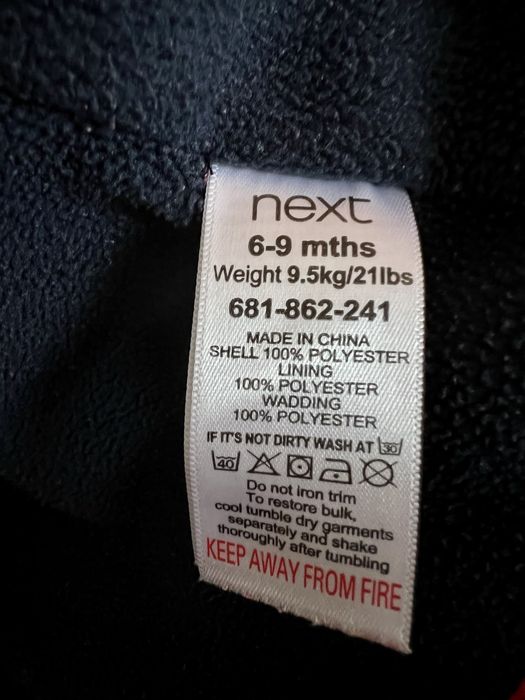 next
6-9 mths
Weight 9.5kg/21lbs
681-862-241
MADE IN CHINA
SHELL 100% POLYESTER
LINING
100% POLYESTER
WADDING
100% POLYESTER
IF IT'S NOT DIRTY WASH AT 30
40
Do not iron trim
To restore bulk,
cool tumble dry garments
separately and shake
thoroughly after tumbling
KEEP AWAY FROM FIRE